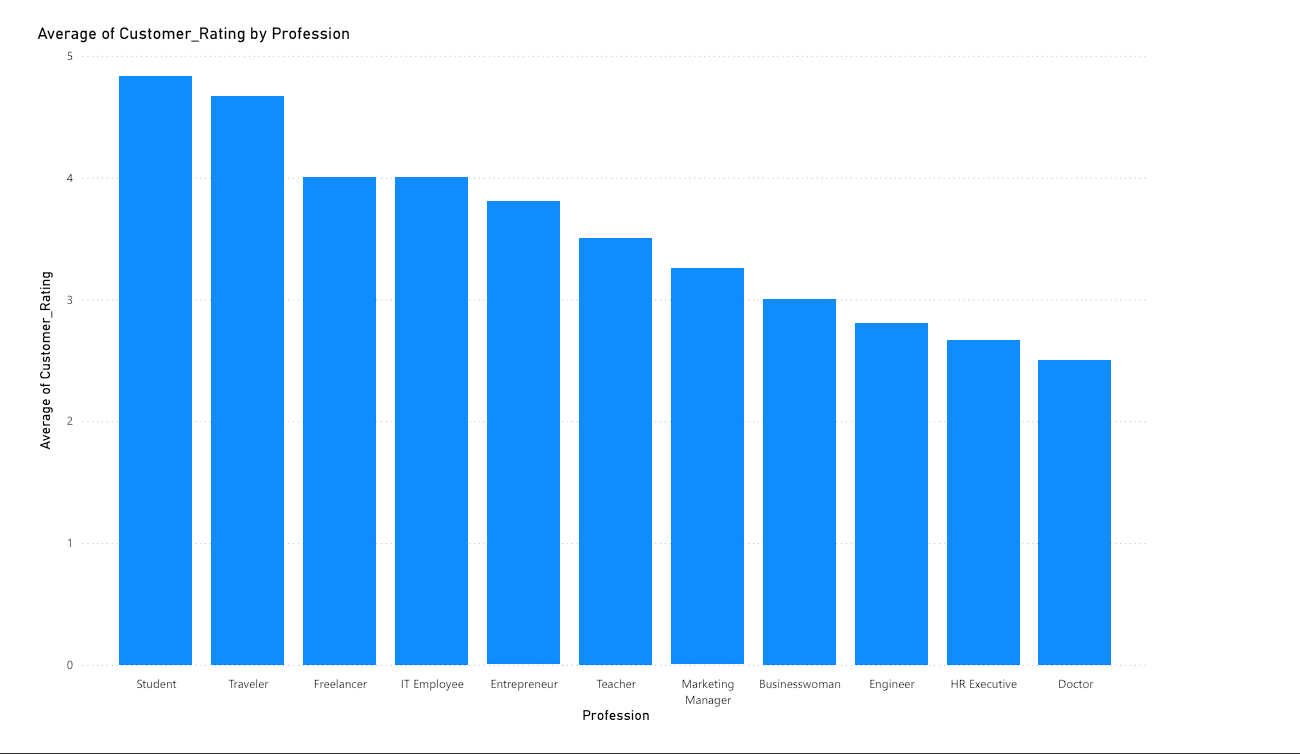 Average of Customer_Rating by Profession
5
4
3
2
1
0
Average of Customer_Rating
Student
Traveler
Freelancer
IT Employee
Entrepreneur
Teacher
Marketing
Manager
Businesswoman
Engineer
HR Executive
Doctor
Profession